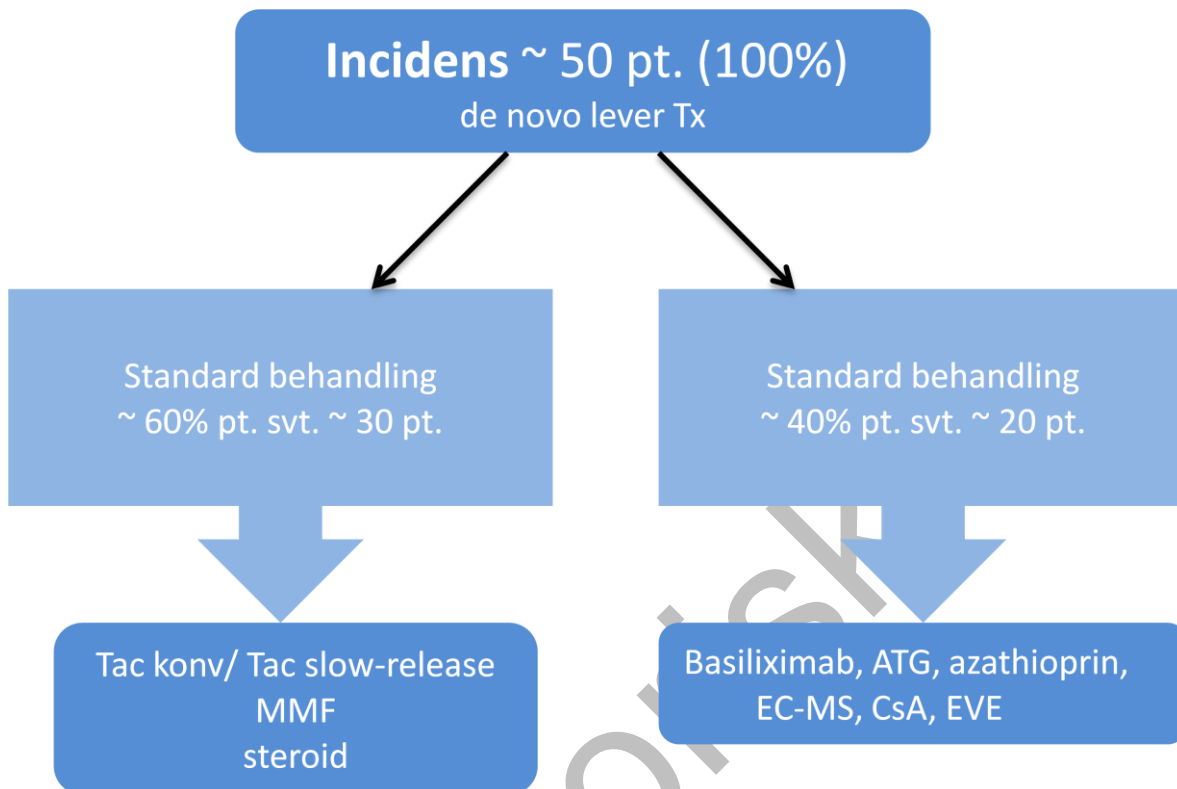 Incidens ~ 50 pt. (100%)
de novo lever Tx
Standard behandling
~ 60% pt. svt. ~ 30 pt.
Standard behandling
~ 40% pt. svt. ~ 20 pt.
Tac konv/ Tac slow-release
MMF
steroid
Basiliximab, ATG, azathioprin,
EC-MS, CsA, EVE